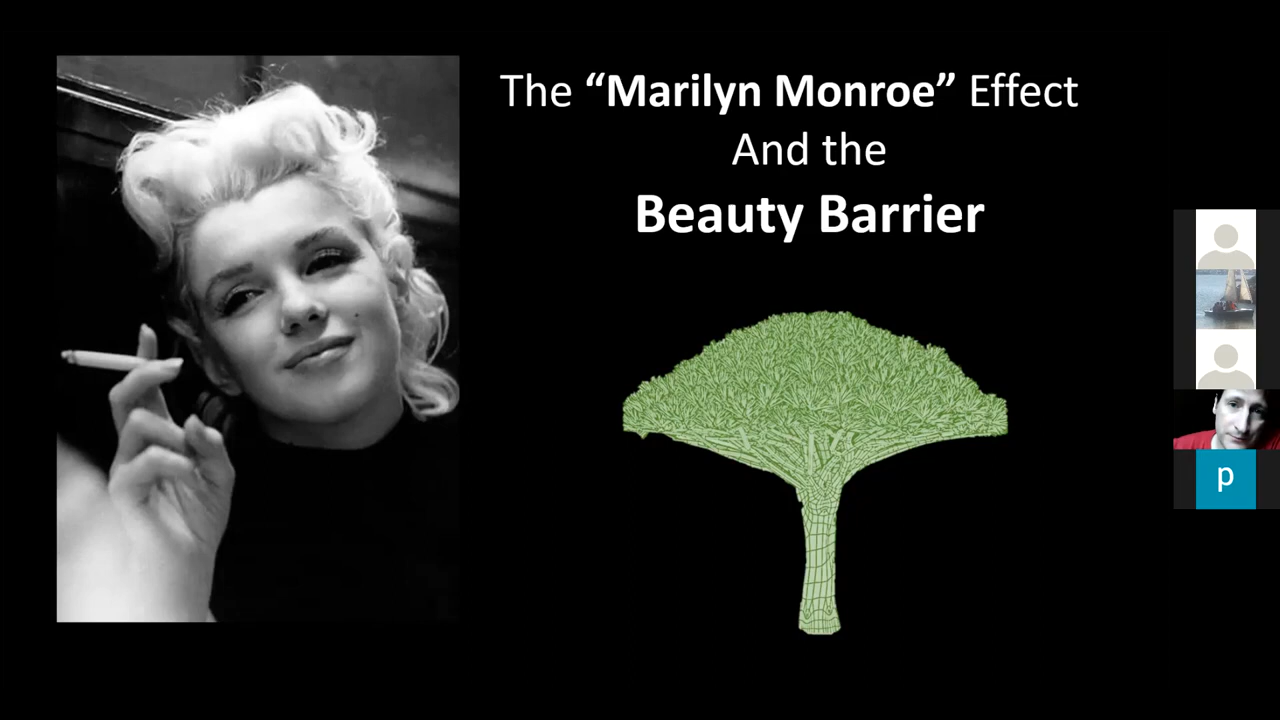 The “Marilyn Monroe” Effect
And the
Beauty Barrier
p